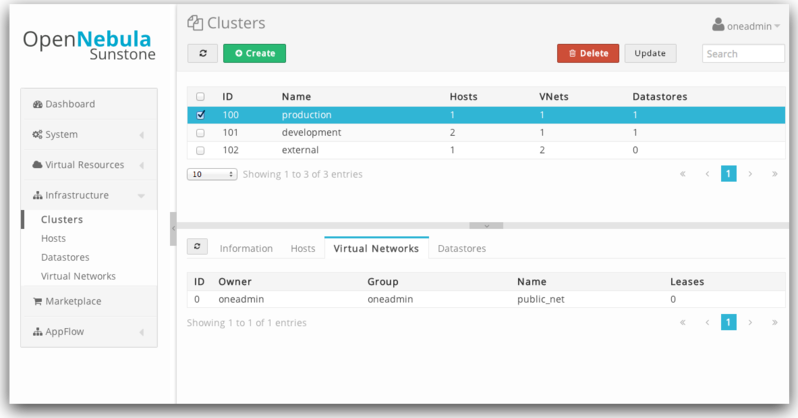 OpenNebula
Sunstone
Dashboard
System
Virtual Resources
Infrastructure
Clusters
Hosts
Datastores
Virtual Networks
Marketplace
AppFlow
Clusters
oneadmin
Create
Delete
Update
Search
ID Name Hosts VNets Datastores
100 production 1 1 1
101 development 2 1 1
102 external 1 2 0
10 Showing 1 to 3 of 3 entries
« < 1 > »
Information Hosts Virtual Networks Datastores
ID Owner Group Name Leases
0 oneadmin oneadmin public_net 0
Showing 1 to 1 of 1 entries
« < 1 > »